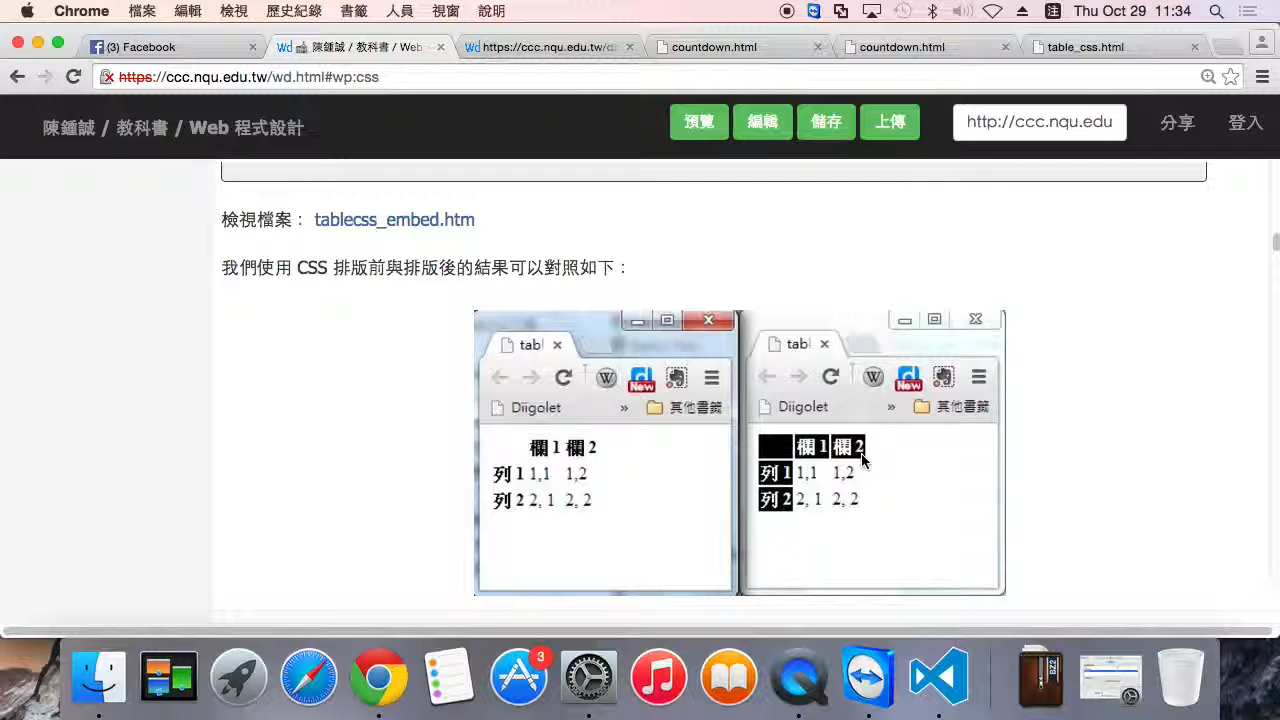 Chrome 檔案 編輯 檢視 歷史紀錄 書籤 人員 視窗 說明 注 Thu Oct 29 11:34
(3) Facebook
陳鍾誠 / 教科書 / Web
https://ccc.nqu.edu.tw/d
countdown.html
countdown.html
table_css.html
https://ccc.nqu.edu.tw/wd.html#wp:css
陳鍾誠 / 教科書 / Web 程式設計 預覽 編輯 儲存 上傳 http://ccc.nqu.edu 分享 登入
檢視檔案： tablecss_embed.htm
我們使用 CSS 排版前與排版後的結果可以對照如下：
tabl
W New
Diigolet » 其他書籤
欄 1 欄 2
列 1 1,1 1,2
列 2 2, 1 2, 2
tabl
W New
Diigolet » 其他書籤
欄 1 欄 2
列 1 1,1 1,2
列 2 2, 1 2, 2
3